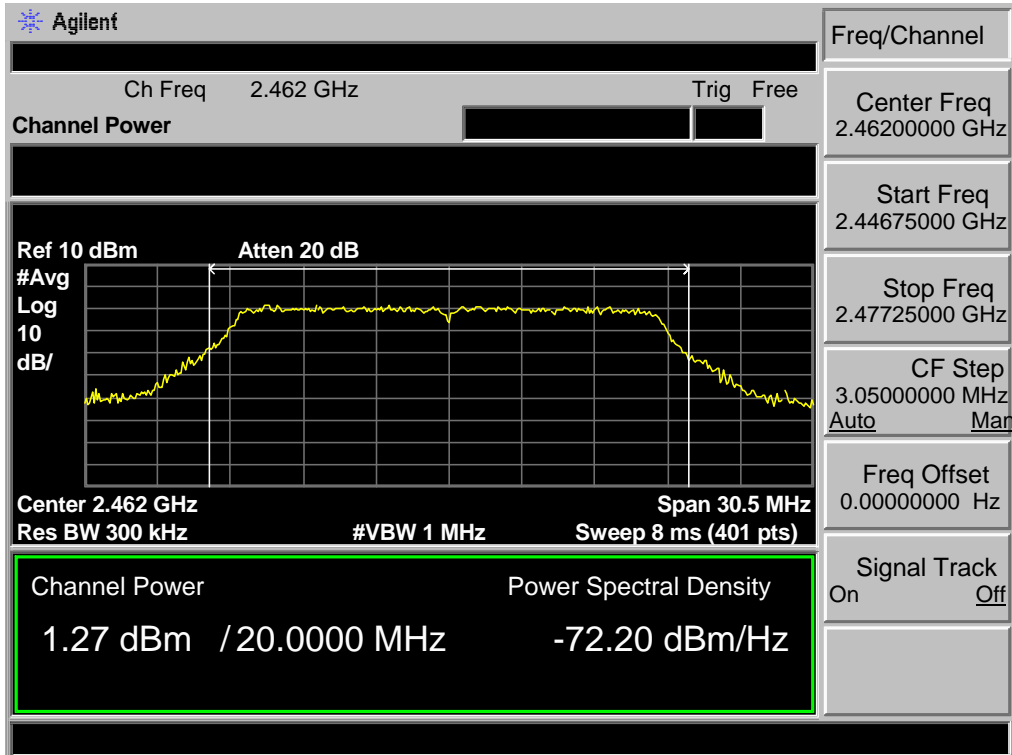 Agilent
Freq/Channel
Ch Freq 2.462 GHz Trig Free
Channel Power
Center Freq
2.46200000 GHz
Start Freq
2.44675000 GHz
Ref 10 dBm Atten 20 dB
#Avg
Log
10
dB/
Stop Freq
2.47725000 GHz
CF Step
3.05000000 MHz
Auto Man
Center 2.462 GHz Span 30.5 MHz
Res BW 300 kHz #VBW 1 MHz Sweep 8 ms (401 pts)
Freq Offset
0.00000000 Hz
Channel Power Power Spectral Density
1.27 dBm / 20.0000 MHz -72.20 dBm/Hz
Signal Track
On Off